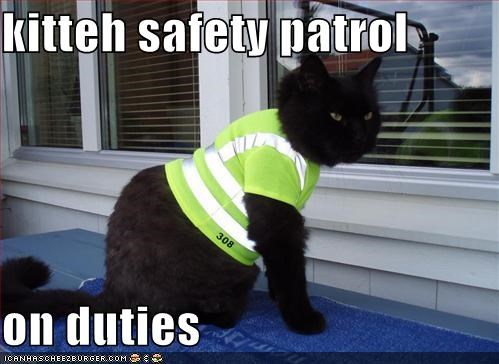 kitteh safety patrol
308
on duties
ICANHASCHEEZBURGER.COM